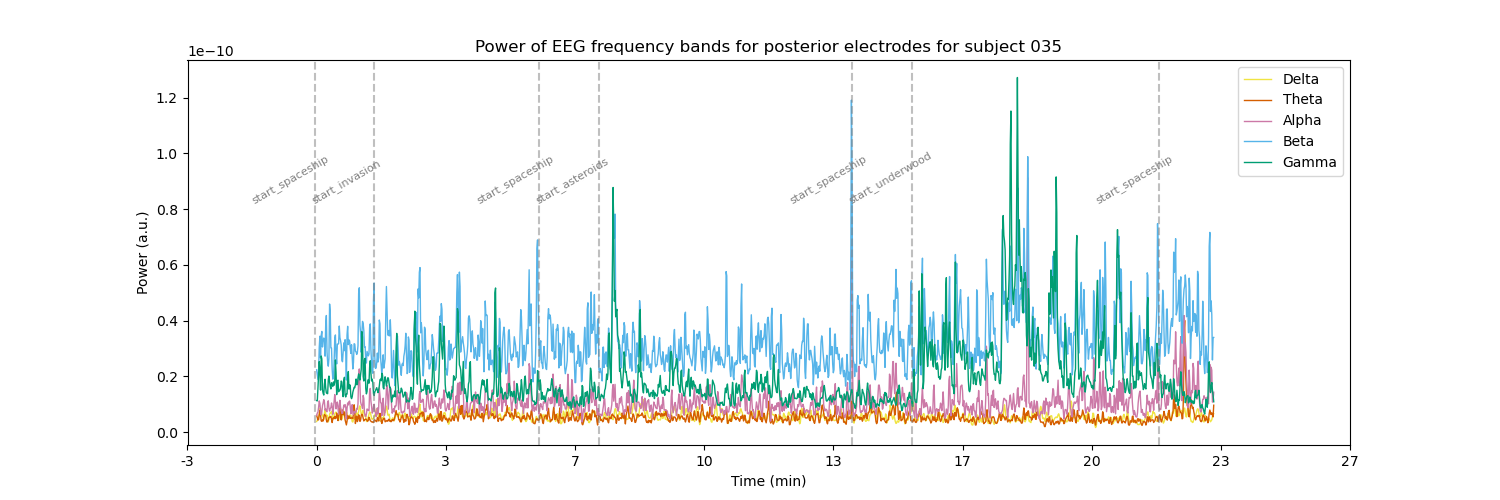 Power of EEG frequency bands for posterior electrodes for subject 035
1e−10
Delta
Theta
Alpha
Beta
Gamma
1.2
1.0
0.8
0.6
0.4
0.2
0.0
Power (a.u.)
start_spaceship
start_invasion
start_spaceship
start_asteroids
start_spaceship
start_underwood
start_spaceship
-3 0 3 7 10 13 17 20 23 27
Time (min)